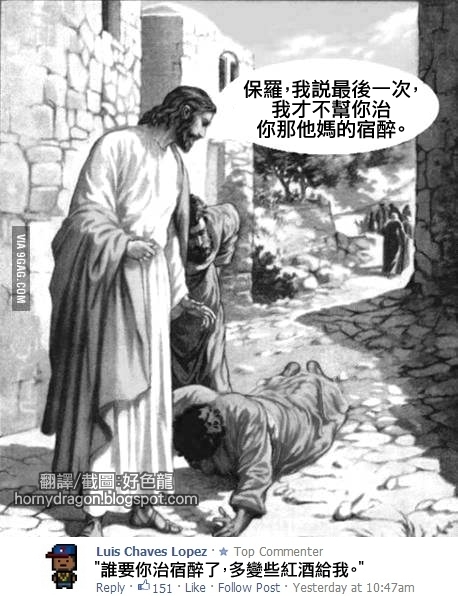 保羅，我説最後一次，
我才不幫你治
你那他媽的宿醉。
VIA 9GAG.COM
翻譯/截圖:好色龍
hornydragon.blogspot.com
Luis Chaves Lopez · ★ Top Commenter
"誰要你治宿醉了，多變些紅酒給我。"
Reply · 151 · Like · Follow Post · Yesterday at 10:47am